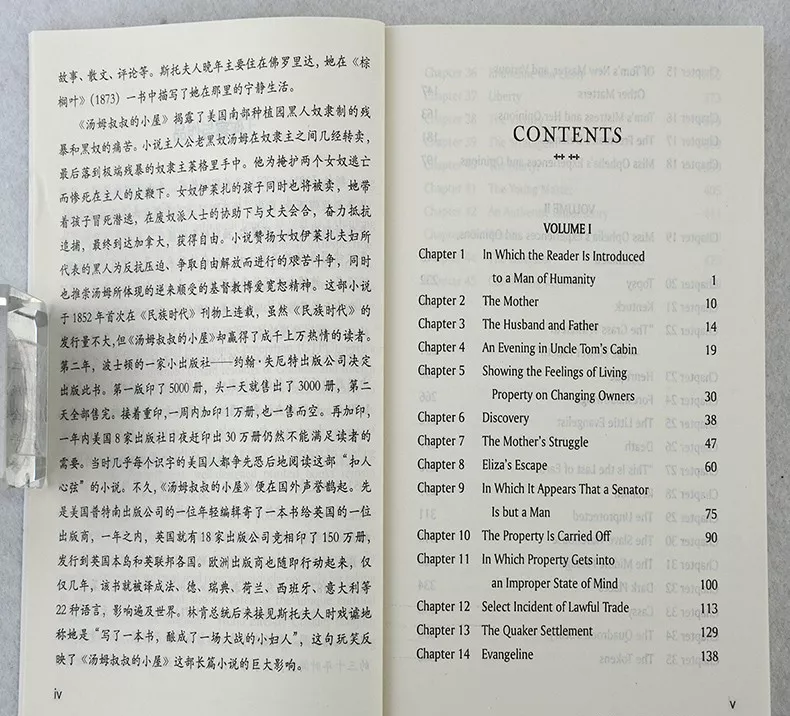 故事、散文、评论等。斯托夫人晚年主要住在佛罗里达，她在《棕
榈叶》(1873) 一书中描写了她在那里的宁静生活。
《汤姆叔叔的小屋》揭露了美国南部种植园黑人奴隶制的残
暴和黑奴的痛苦。小说主人公老黑奴汤姆在奴隶主之间几经转卖，
最后落到极端残暴的奴隶主莱格里手中。他为掩护两个女奴逃亡
而惨死在主人的皮鞭下。女奴伊莱扎的孩子同时也将被卖，她带
着孩子冒死潜逃，在废奴派人士的协助下与丈夫会合，奋力抵抗
追捕，最终到达加拿大，获得自由。小说赞扬女奴伊莱扎夫妇所
代表的黑人为反抗压迫、争取自由解放而进行的艰苦斗争，同时
也推崇汤姆所体现的逆来顺受的基督教博爱宽恕精神。这部小说
于 1852 年首次在《民族时代》刊物上连载，虽然《民族时代》的
发行量不大，但《汤姆叔叔的小屋》却赢得了成千上万热情的读者。
第二年，波士顿的一家小出版社——约翰·朱厄特出版公司决定
出版此书。第一版印了 5000 册，头一天就售出了 3000 册，第二
天全部售完。接着重印，一周内加印 1 万册，也一售而空。再加印，
一年内美国 8 家出版社日夜赶印出 30 万册仍然不能满足读者的
需要。当时几乎每个识字的美国人都争先恐后地阅读这部“扣人
心弦”的小说。不久，《汤姆叔叔的小屋》便在国外声誉鹊起。先
是美国普特南出版公司的一位年轻编辑寄了一本书给英国的一位
出版商，一年之内，英国就有 18 家出版公司竞相印了 150 万册，
发行到英国本岛和英联邦各国。欧洲出版商也随即行动起来，仅
仅几年，该书就被译成法、德、瑞典、荷兰、西班牙、意大利等
22 种语言，影响遍及世界。林肯总统后来接见斯托夫人时戏谑地
称她是“写了一本书，酿成了一场大战的小妇人”，这句玩笑反
映了《汤姆叔叔的小屋》这部长篇小说的巨大影响。
iv
CONTENTS
VOLUME I
Chapter 1 In Which the Reader Is Introduced
to a Man of Humanity 1
Chapter 2 The Mother 10
Chapter 3 The Husband and Father 14
Chapter 4 An Evening in Uncle Tom's Cabin 19
Chapter 5 Showing the Feelings of Living
Property on Changing Owners 30
Chapter 6 Discovery 38
Chapter 7 The Mother's Struggle 47
Chapter 8 Eliza's Escape 60
Chapter 9 In Which It Appears That a Senator
Is but a Man 75
Chapter 10 The Property Is Carried Off 90
Chapter 11 In Which Property Gets into
an Improper State of Mind 100
Chapter 12 Select Incident of Lawful Trade 113
Chapter 13 The Quaker Settlement 129
Chapter 14 Evangeline 138
v